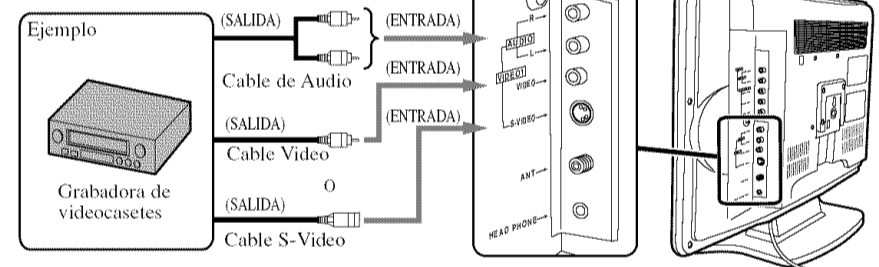 Ejemplo
(SALIDA)
(ENTRADA)
Cable de Audio
(ENTRADA)
(SALIDA)
(ENTRADA)
Cable Video
O
Grabadora de
videocasetes
(SALIDA)
Cable S-Video
R
AUDIO
L
VIDEO1
VIDEO
S-VIDEO
ANT
HEAD PHONE